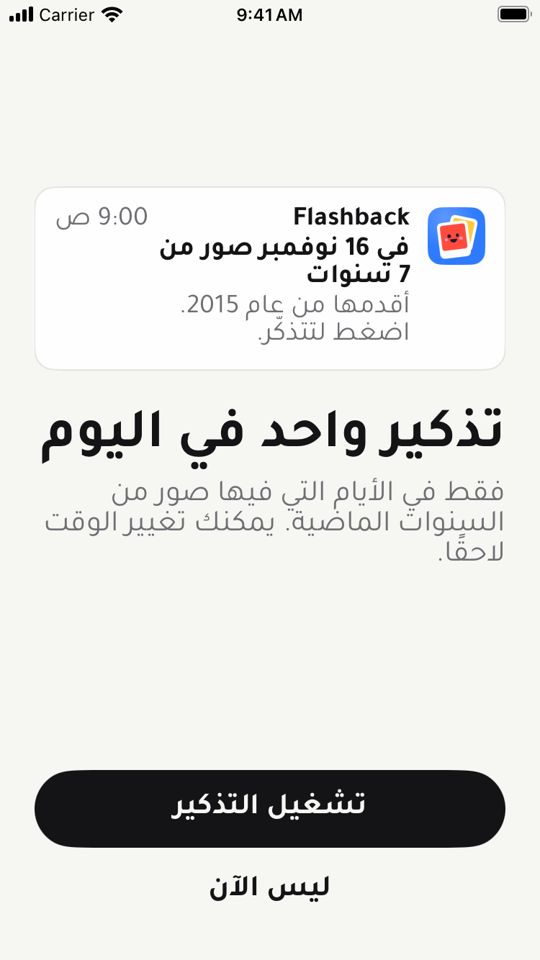 Carrier
9:41 AM
Flashback
9:00 ص
في 16 نوفمبر صور من
7 سنوات
أقدمها من عام 2015.
اضغط لتتذكّر.
تذكير واحد في اليوم
فقط في الأيام التي فيها صور من
السنوات الماضية. يمكنك تغيير الوقت
لاحقًا.
تشغيل التذكير
ليس الآن